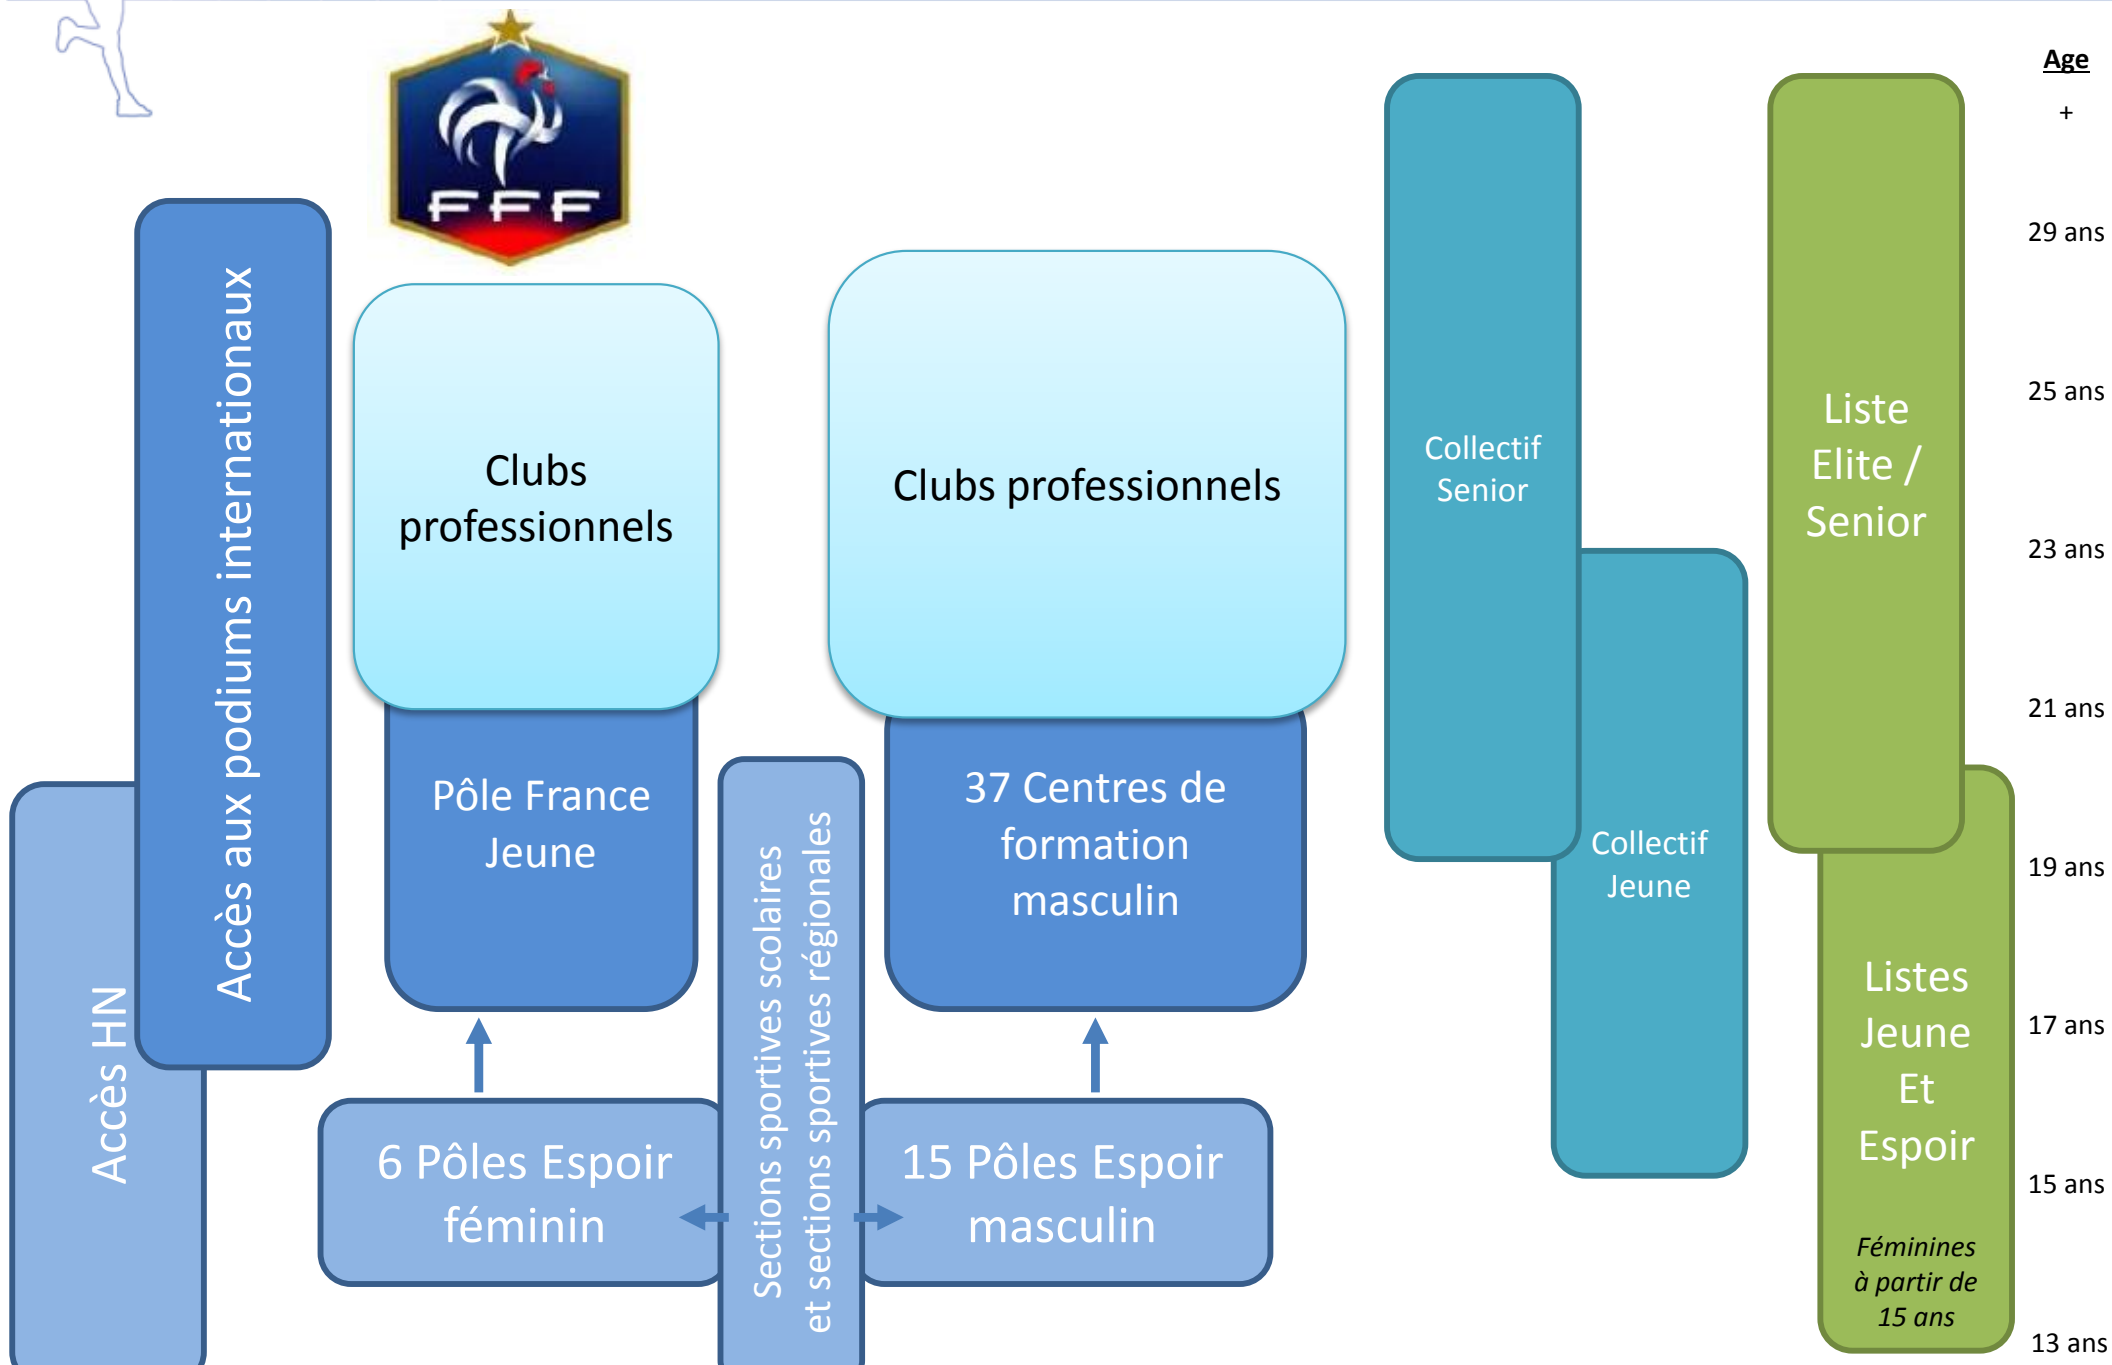 FFF
Accès HN
Accès aux podiums internationaux
Clubs
professionnels
Pôle France
Jeune
6 Pôles Espoir
féminin
Sections sportives scolaires
et sections sportives régionales
Clubs professionnels
37 Centres de
formation
masculin
15 Pôles Espoir
masculin
Collectif
Senior
Collectif
Jeune
Liste
Elite /
Senior
Listes
Jeune
Et
Espoir
Féminines
à partir de
15 ans
Age
+
29 ans
25 ans
23 ans
21 ans
19 ans
17 ans
15 ans
13 ans